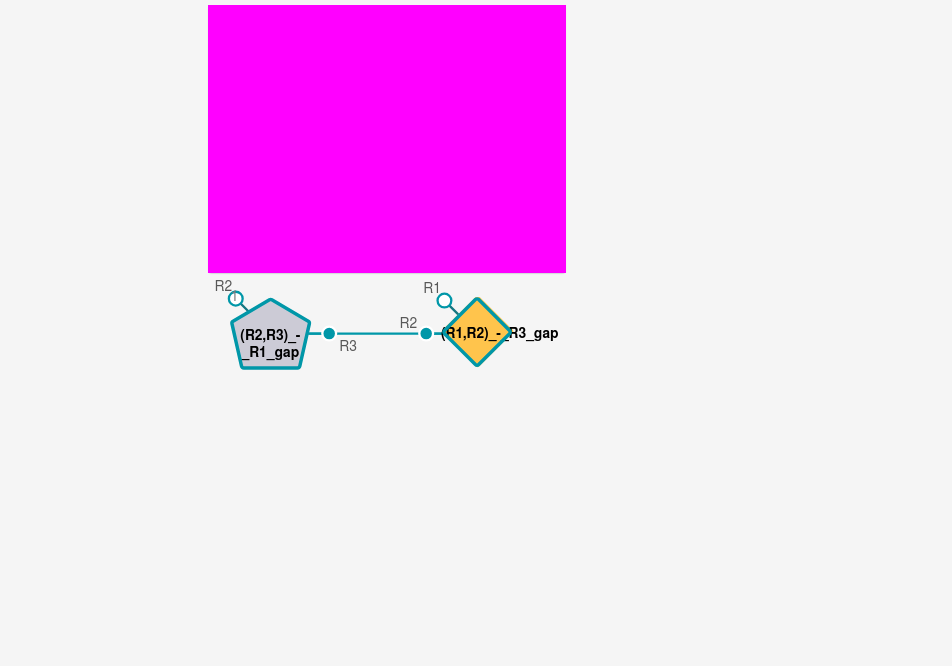 R2
R1
R2
(R2,R3)_-
_R1_gap
R3
(R1,R2)_-_R3_gap